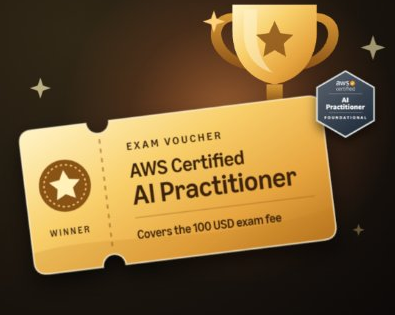 aws
certified
AI
Practitioner
FOUNDATIONAL
EXAM VOUCHER
AWS Certified
AI Practitioner
WINNER
Covers the 100 USD exam fee